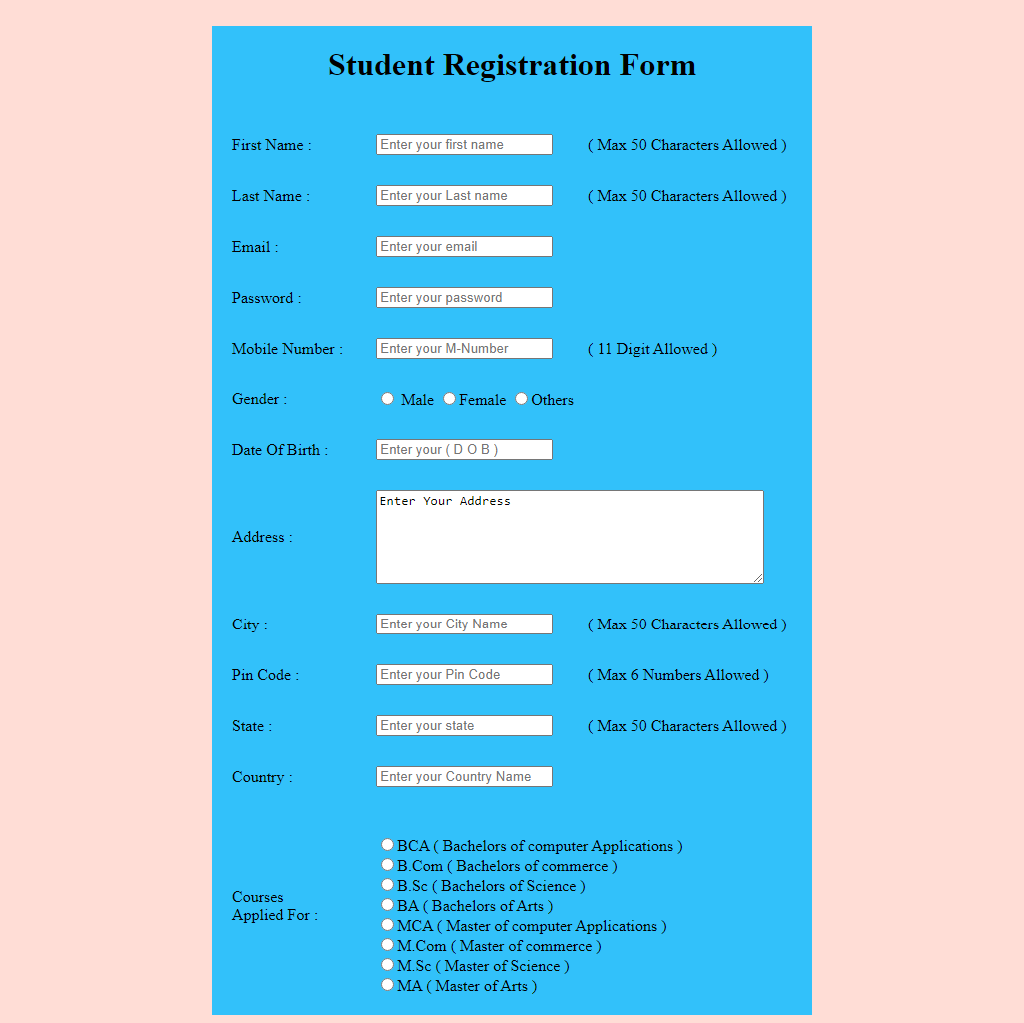 Student Registration Form
First Name : Enter your first name ( Max 50 Characters Allowed )
Last Name : Enter your Last name ( Max 50 Characters Allowed )
Email : Enter your email
Password : Enter your password
Mobile Number : Enter your M-Number ( 11 Digit Allowed )
Gender : Male Female Others
Date Of Birth : Enter your ( D O B )
Address : Enter Your Address
City : Enter your City Name ( Max 50 Characters Allowed )
Pin Code : Enter your Pin Code ( Max 6 Numbers Allowed )
State : Enter your state ( Max 50 Characters Allowed )
Country : Enter your Country Name
Courses
Applied For :
BCA ( Bachelors of computer Applications )
B.Com ( Bachelors of commerce )
B.Sc ( Bachelors of Science )
BA ( Bachelors of Arts )
MCA ( Master of computer Applications )
M.Com ( Master of commerce )
M.Sc ( Master of Science )
MA ( Master of Arts )